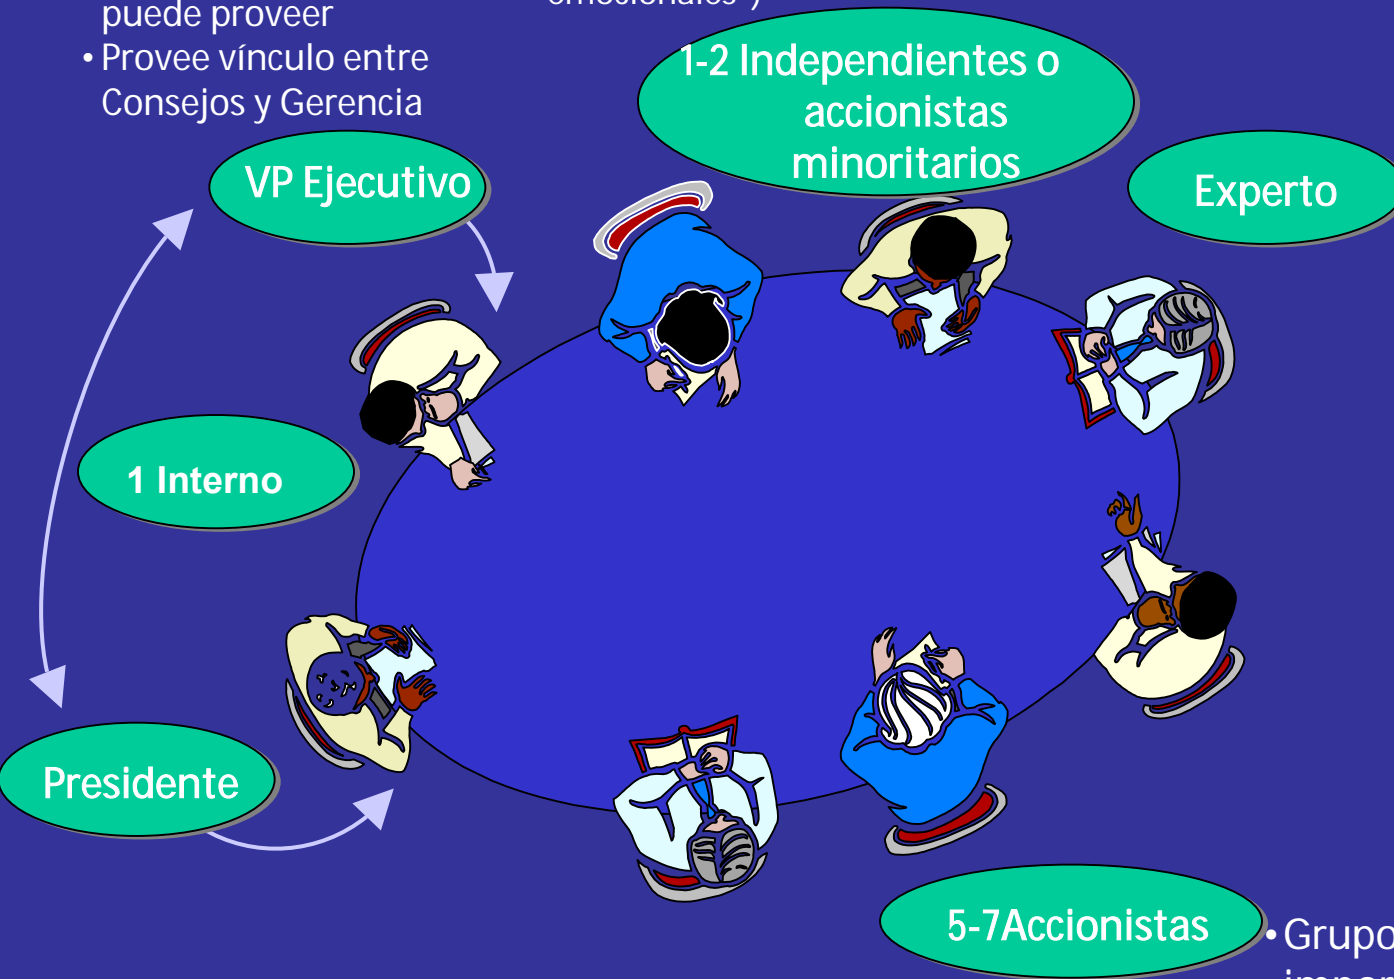 puede proveer
• Provee vínculo entre
Consejos y Gerencia
1-2 Independientes o
accionistas
minoritarios
VP Ejecutivo
Experto
1 Interno
Presidente
5-7Accionistas
• Grupo